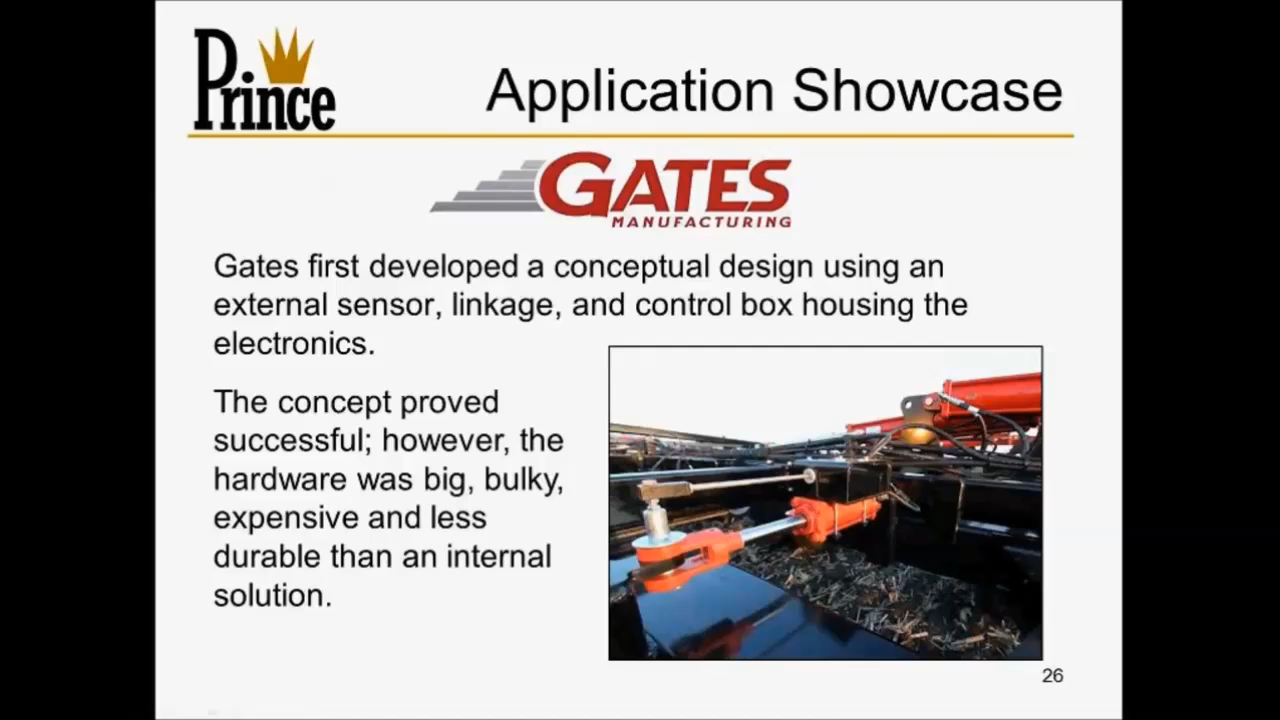 Prince
Application Showcase
GATES
MANUFACTURING
Gates first developed a conceptual design using an
external sensor, linkage, and control box housing the
electronics.
The concept proved
successful; however, the
hardware was big, bulky,
expensive and less
durable than an internal
solution.
26